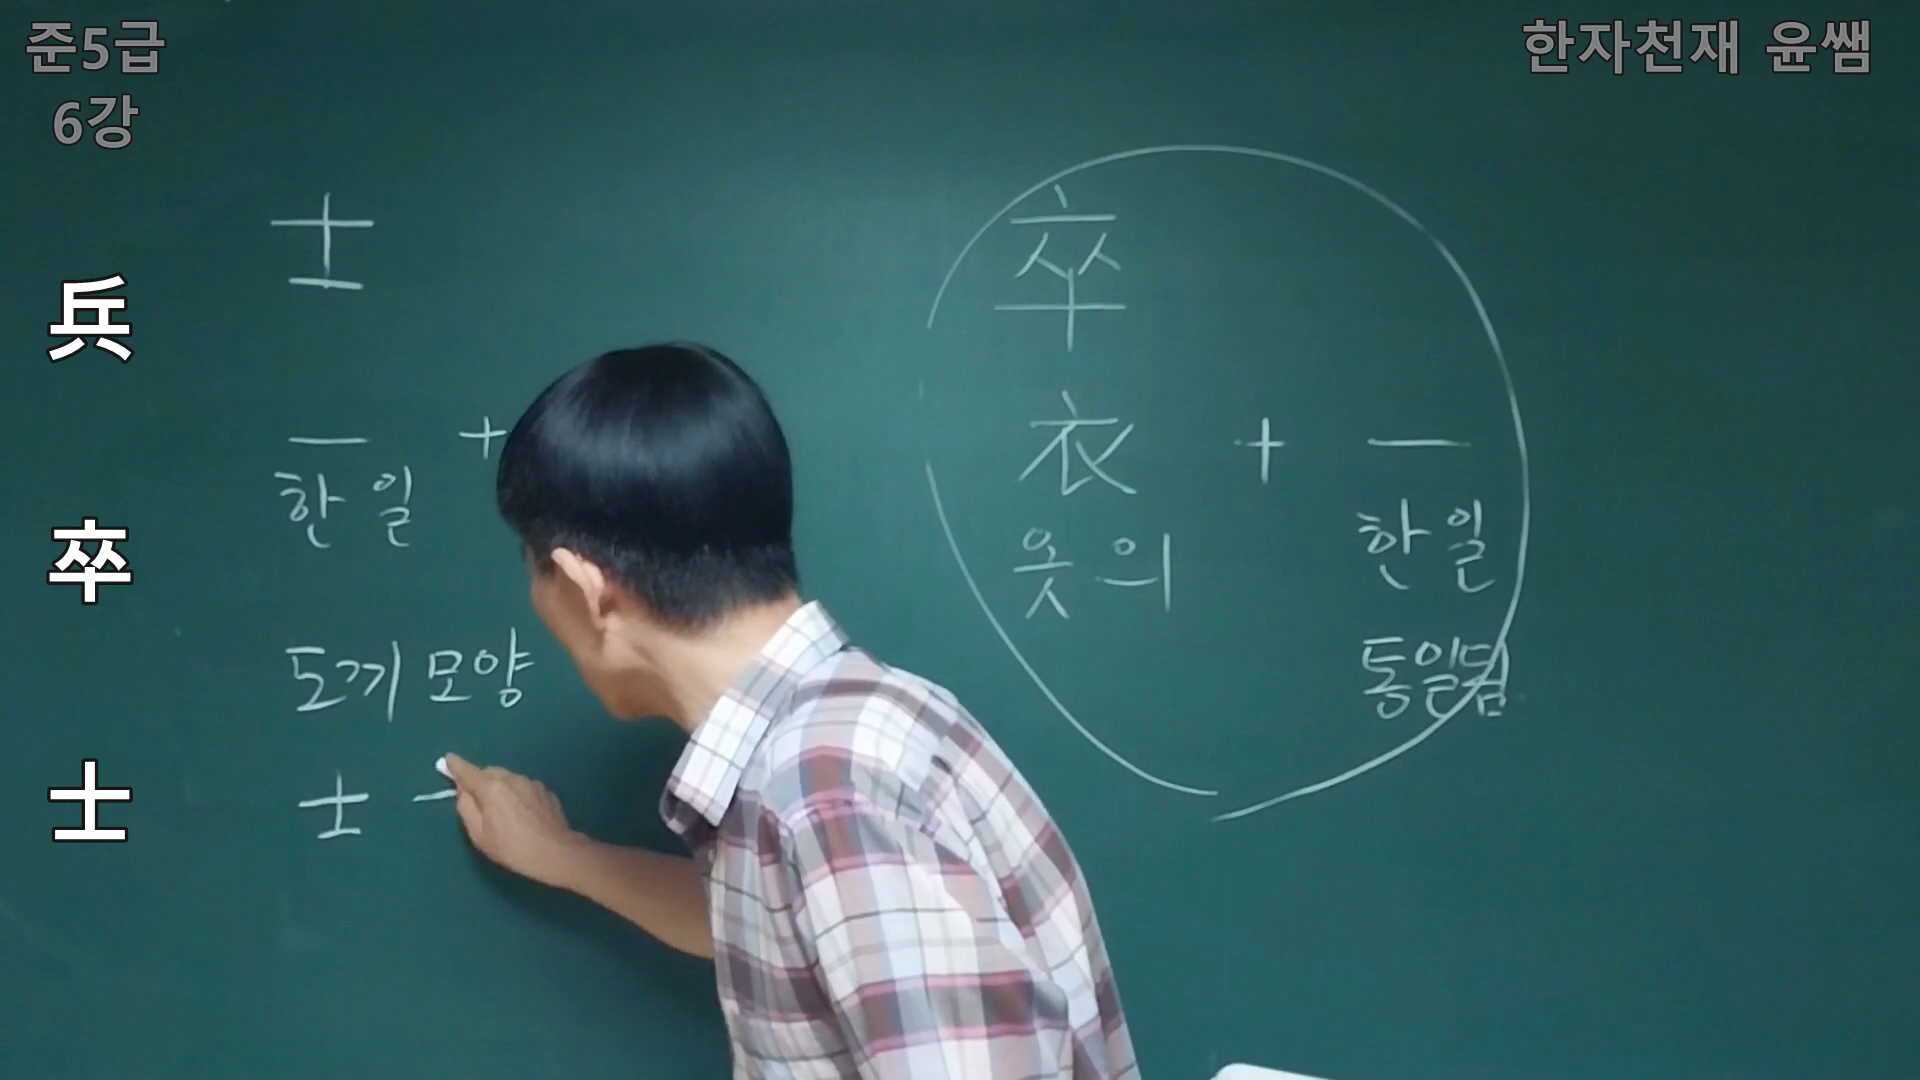 준5급
6강
한자천재 윤쌤
兵
卒
士
士
一 +
한 일
도끼 모양
士 一
卒
衣 + 一
옷 의 한 일
통일됨